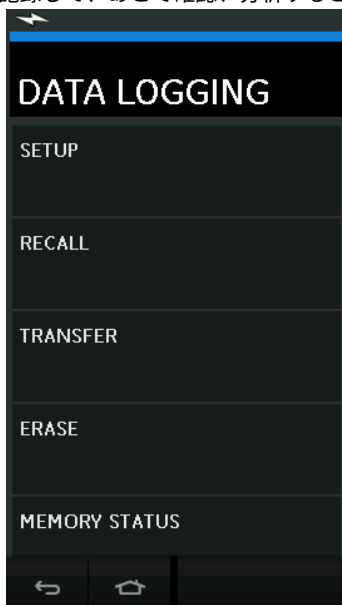 DATA LOGGING
SETUP
RECALL
TRANSFER
ERASE
MEMORY STATUS